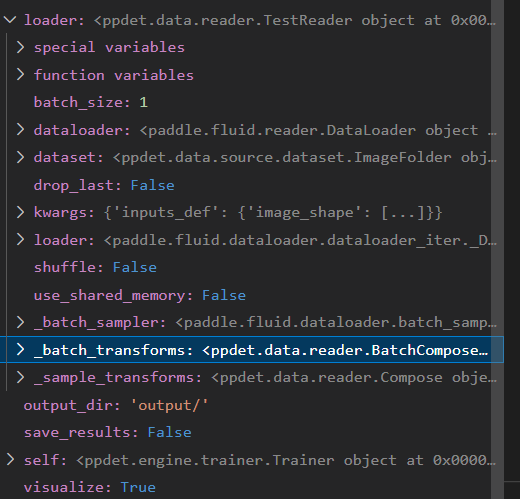 loader: <ppdet.data.reader.TestReader object at 0x00...
special variables
function variables
batch_size: 1
dataloader: <paddle.fluid.reader.DataLoader object ...
dataset: <ppdet.data.source.dataset.ImageFolder obj...
drop_last: False
kwargs: {'inputs_def': {'image_shape': [...]}}
loader: <paddle.fluid.dataloader.dataloader_iter._D...
shuffle: False
use_shared_memory: False
_batch_sampler: <paddle.fluid.dataloader.batch_samp...
_batch_transforms: <ppdet.data.reader.BatchCompose...
_sample_transforms: <ppdet.data.reader.Compose obje...
output_dir: 'output/'
save_results: False
self: <ppdet.engine.trainer.Trainer object at 0x0000...
visualize: True